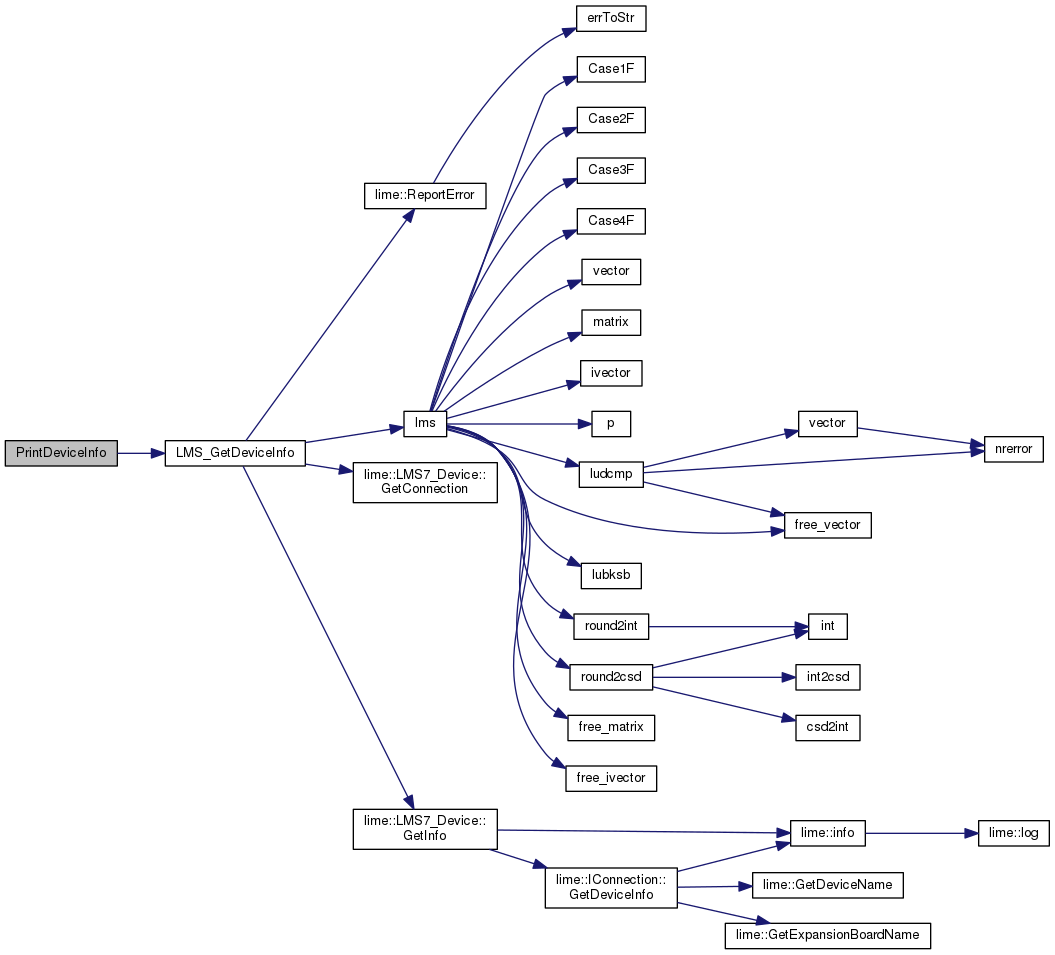 errToStr
Case1F
Case2F
Case3F
lime::ReportError
Case4F
vector
matrix
ivector
lms
p
vector
PrintDeviceInfo
LMS_GetDeviceInfo
nrerror
lime::LMS7_Device::
GetConnection
ludcmp
free_vector
lubksb
round2int
int
round2csd
int2csd
free_matrix
csd2int
free_ivector
lime::LMS7_Device::
GetInfo
lime::info
lime::log
lime::IConnection::
GetDeviceInfo
lime::GetDeviceName
lime::GetExpansionBoardName